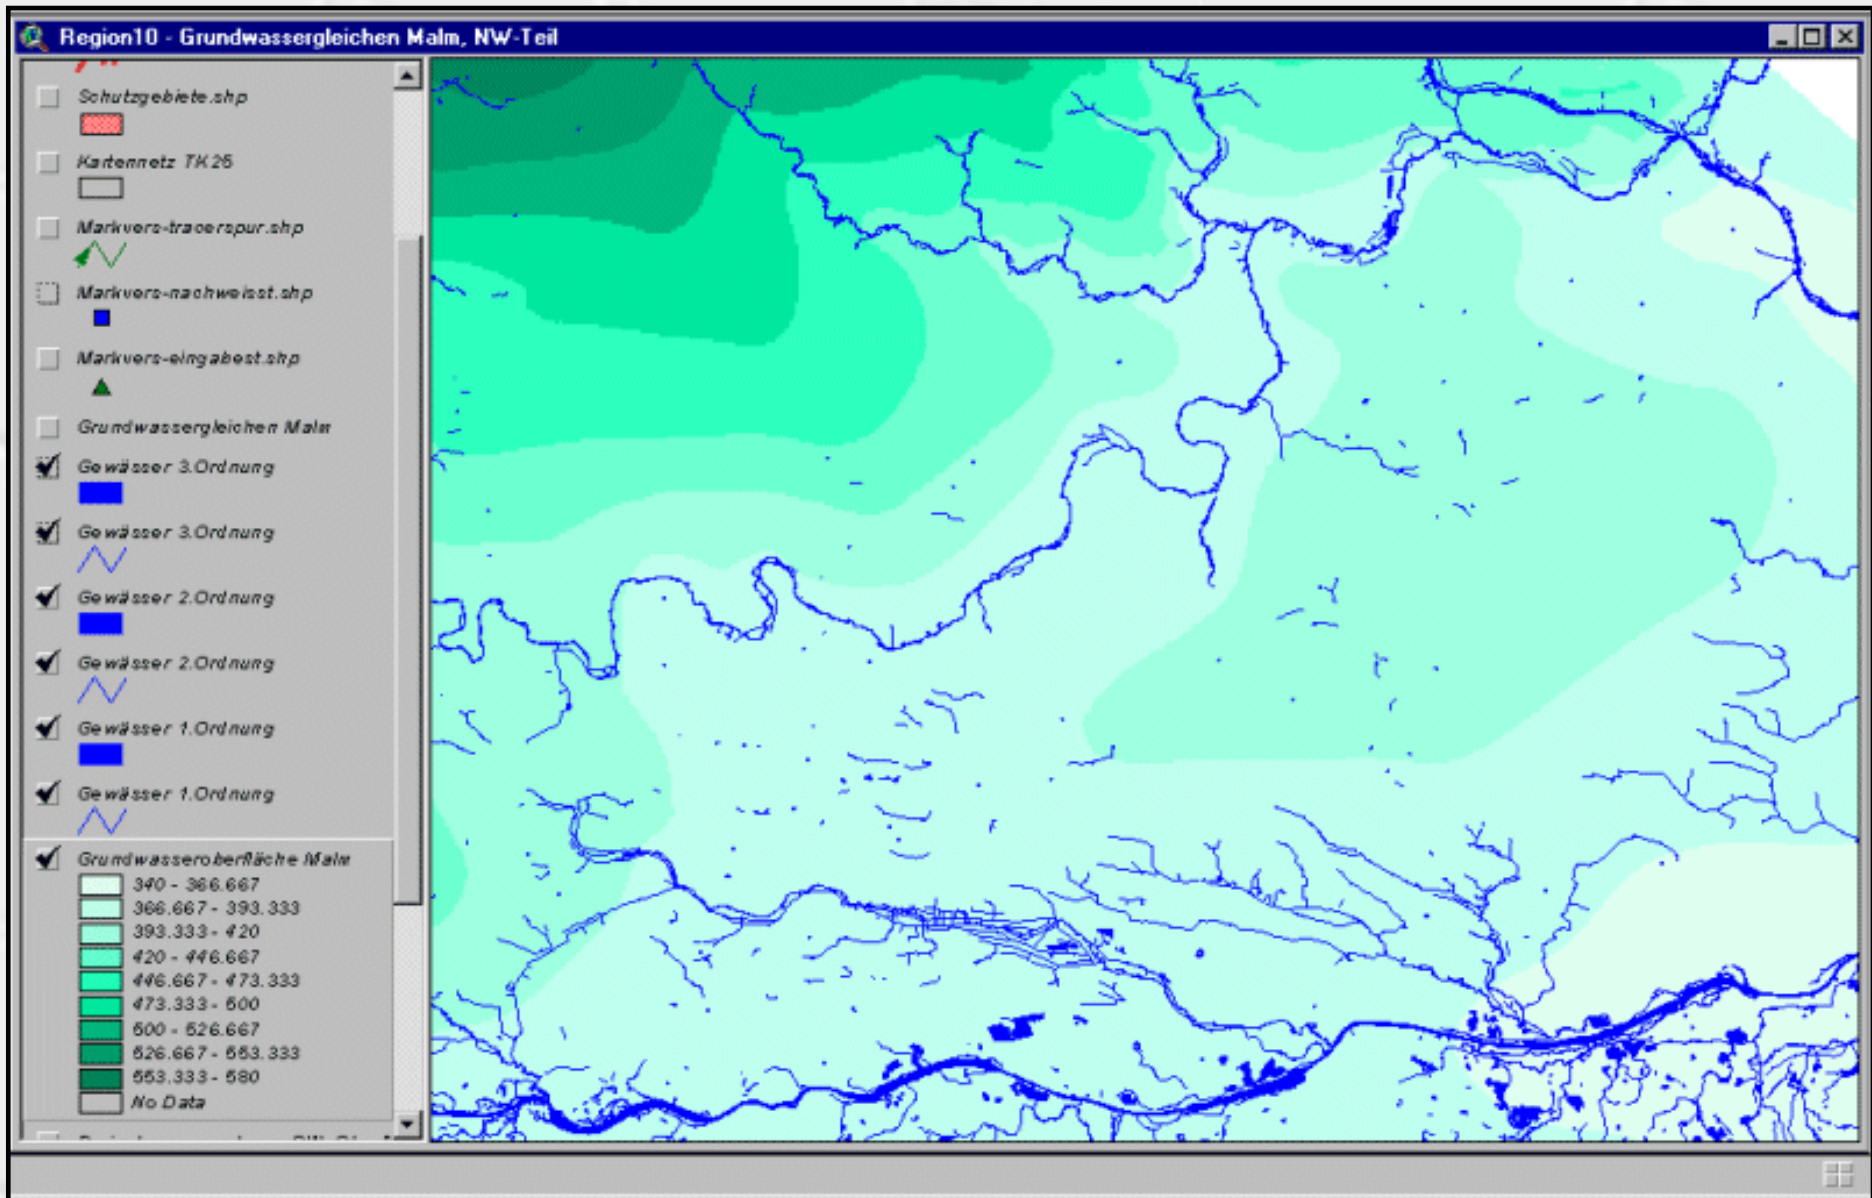 Region10 - Grundwassergleichen Malm, NW-Teil
Schutzgebiete.shp
Kartennetz TK25
Markvers-tracerspur.shp
Markvers-nachweisst.shp
Markvers-eingabest.shp
Grundwassergleichen Malm
Gewässer 3.Ordnung
Gewässer 3.Ordnung
Gewässer 2.Ordnung
Gewässer 2.Ordnung
Gewässer 1.Ordnung
Gewässer 1.Ordnung
Grundwasseroberfläche Malm
340 - 366.667
366.667 - 393.333
393.333 - 420
420 - 446.667
446.667 - 473.333
473.333 - 500
500 - 526.667
526.667 - 553.333
553.333 - 580
No Data